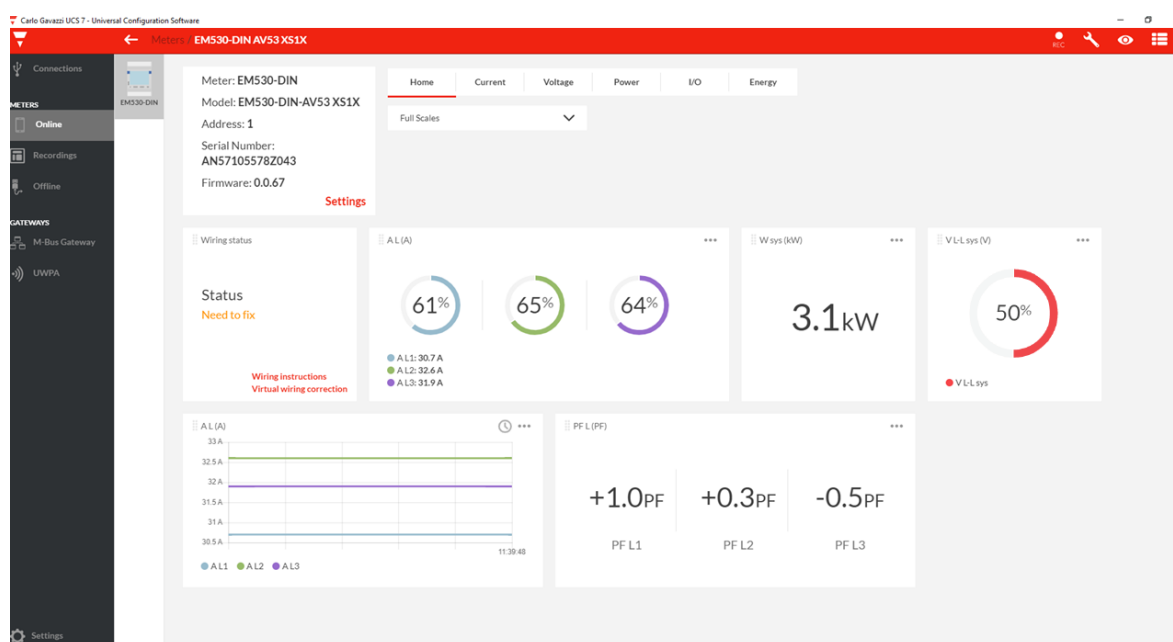 Carlo Gavazzi UCS 7 - Universal Configuration Software
Meters / EM530-DIN AV53 XS1X
REC
Connections
METERS
Online
Recordings
Offline
GATEWAYS
M-Bus Gateway
UWPA
Settings
EM530-DIN
Meter: EM530-DIN
Model: EM530-DIN-AV53 XS1X
Address: 1
Serial Number:
AN57105578Z043
Firmware: 0.0.67
Settings
Home Current Voltage Power I/O Energy
Full Scales
Wiring status
Status
Need to fix
Wiring instructions
Virtual wiring correction
A L (A)
61% 65% 64%
A L1: 30.7 A
A L2: 32.6 A
A L3: 31.9 A
W sys (kW)
3.1kW
V L-L sys (V)
50%
V L-L sys
A L (A)
33 A
32.5 A
32 A
31.5 A
31 A
30.5 A
11:39:48
A L1 A L2 A L3
PF L (PF)
+1.0PF +0.3PF -0.5PF
PF L1 PF L2 PF L3